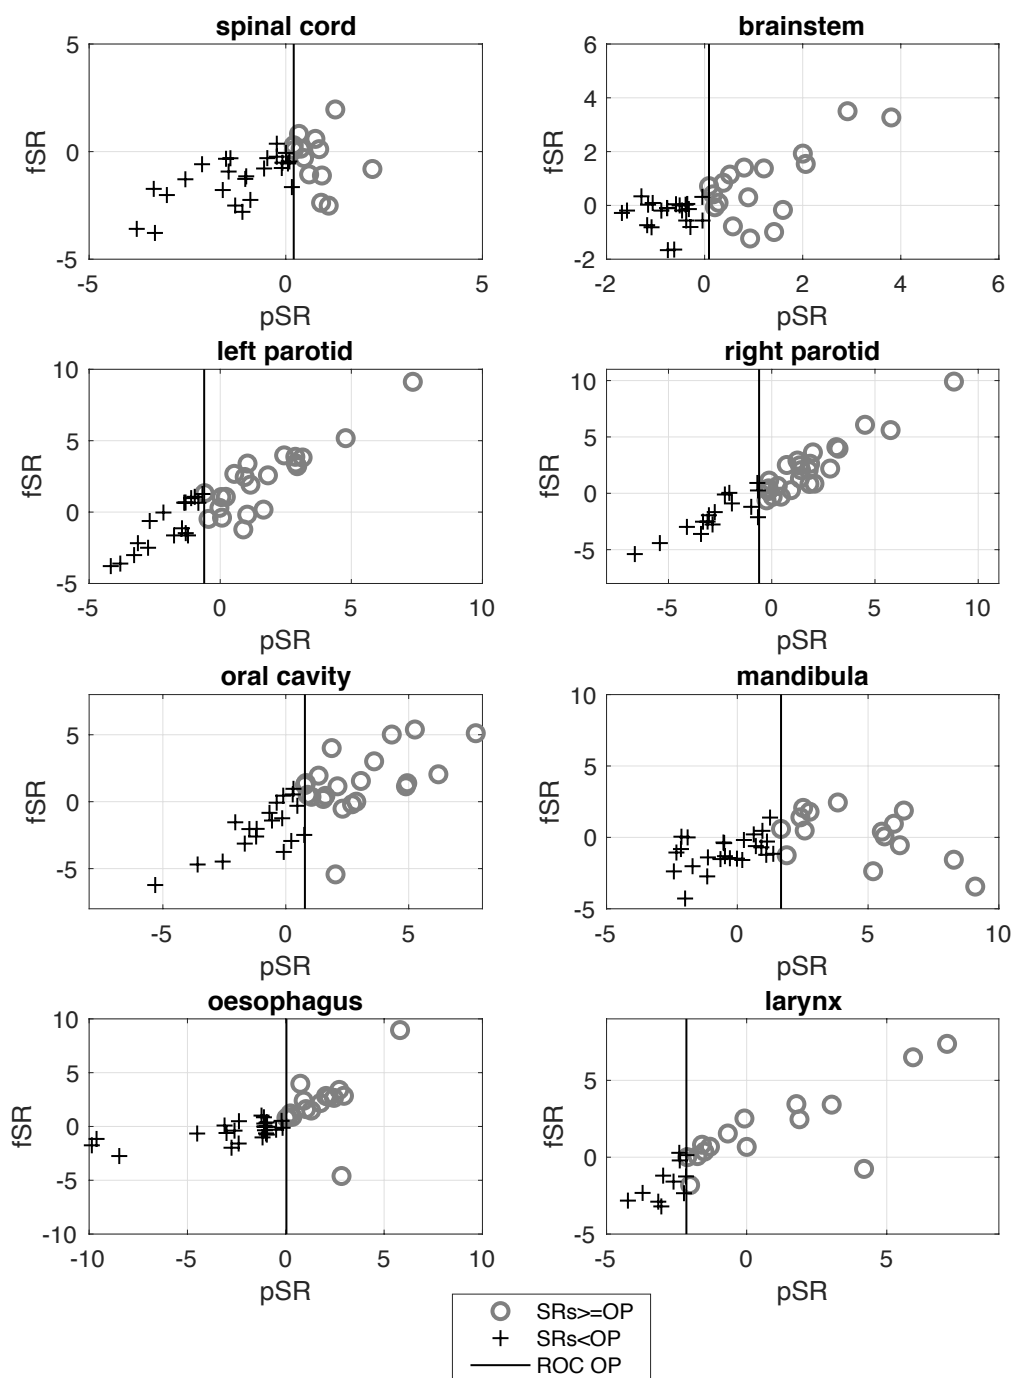 spinal cord
brainstem
5
0
-5
fSR
-5
0
5
pSR
6
4
2
0
-2
fSR
-2
0
2
4
6
pSR
left parotid
right parotid
10
5
0
-5
fSR
-5
0
5
10
pSR
10
5
0
-5
fSR
-5
0
5
10
pSR
oral cavity
mandibula
5
0
-5
fSR
-5
0
5
pSR
10
5
0
-5
fSR
-5
0
5
10
pSR
oesophagus
larynx
10
5
0
-5
-10
fSR
-10
-5
0
5
10
pSR
5
0
-5
fSR
-5
0
5
pSR
SRs>=OP
SRs<OP
ROC OP